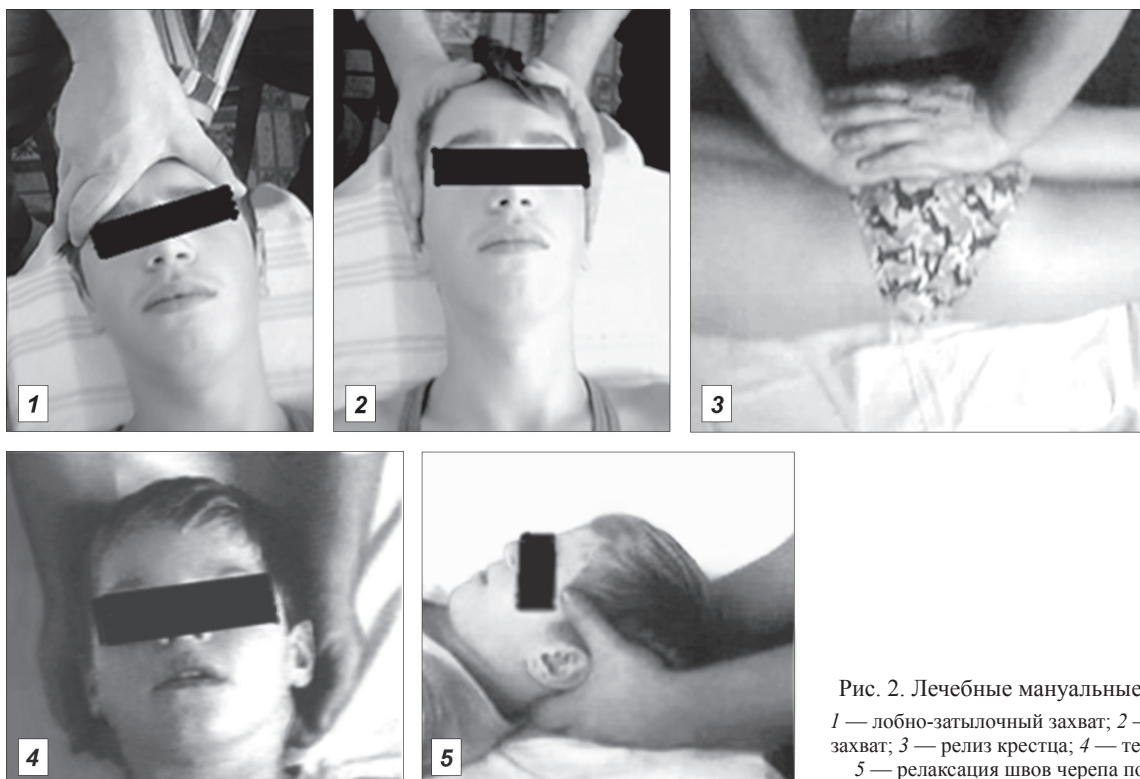 1
2
3
4
5
Рис. 2. Лечебные мануальные
1 — лобно-затылочный захват; 2 —
захват; 3 — релиз крестца; 4 — те
5 — релаксация швов черепа по